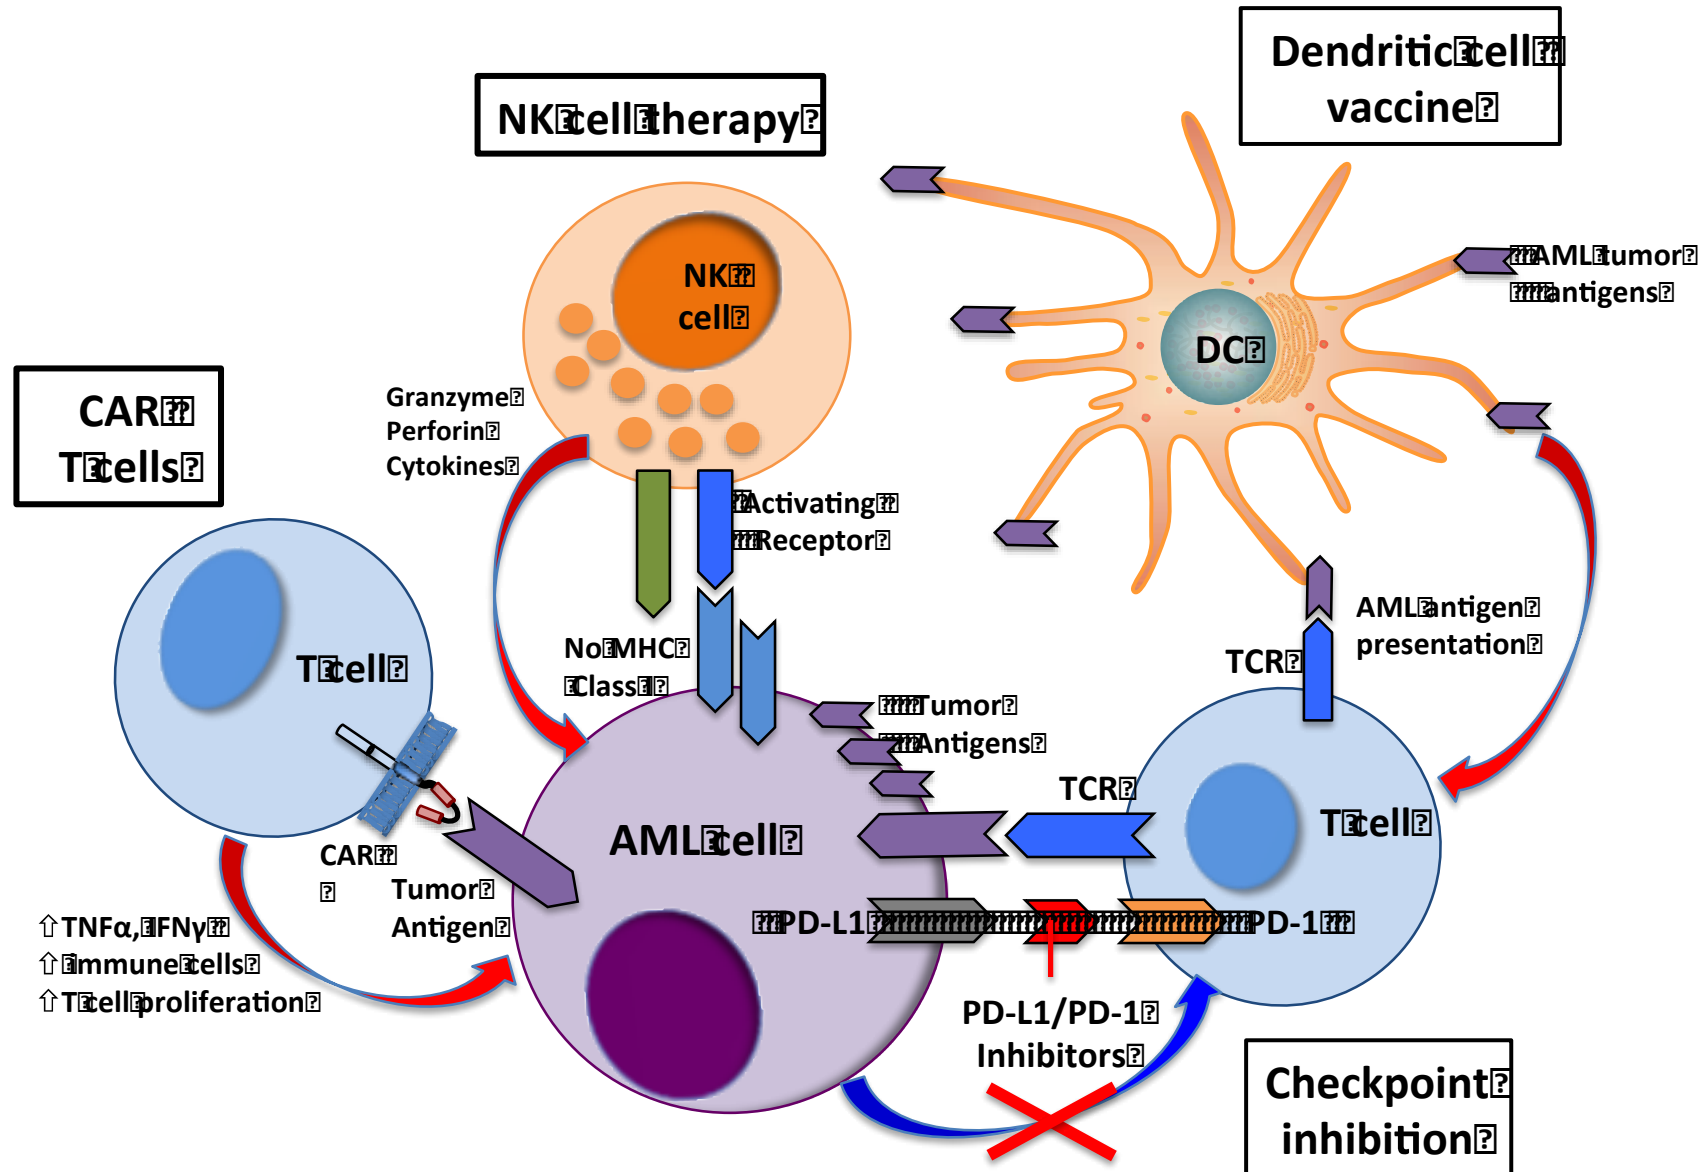 Dendritic cell
vaccine
NK cell therapy
NK
cell
AML tumor
antigens
DC
CAR
T cells
Granzyme
Perforin
Cytokines
Activating
Receptor
AML antigen
presentation
TCR
No MHC
Class I
T cell
Tumor
Antigens
TCR
T cell
AML cell
CAR
Tumor
Antigen
PD-L1
PD-1
⇧TNFα, IFNγ
⇧immune cells
⇧T cell proliferation
PD-L1/PD-1
Inhibitors
Checkpoint
inhibition